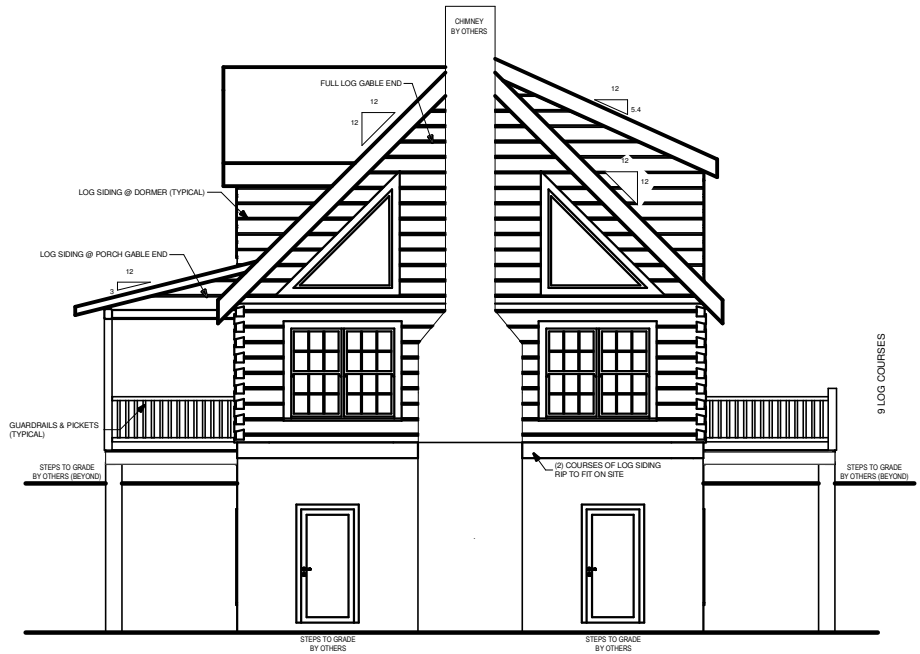 CHIMNEY
BY OTHERS
FULL LOG GABLE END
12
5.4
12
12
12
12
LOG SIDING @ DORMER (TYPICAL)
LOG SIDING @ PORCH GABLE END
12
3
9 LOG COURSES
GUARDRAILS & PICKETS
(TYPICAL)
(2) COURSES OF LOG SIDING
RIP TO FIT ON SITE
STEPS TO GRADE
BY OTHERS (BEYOND)
STEPS TO GRADE
BY OTHERS (BEYOND)
STEPS TO GRADE
BY OTHERS
STEPS TO GRADE
BY OTHERS